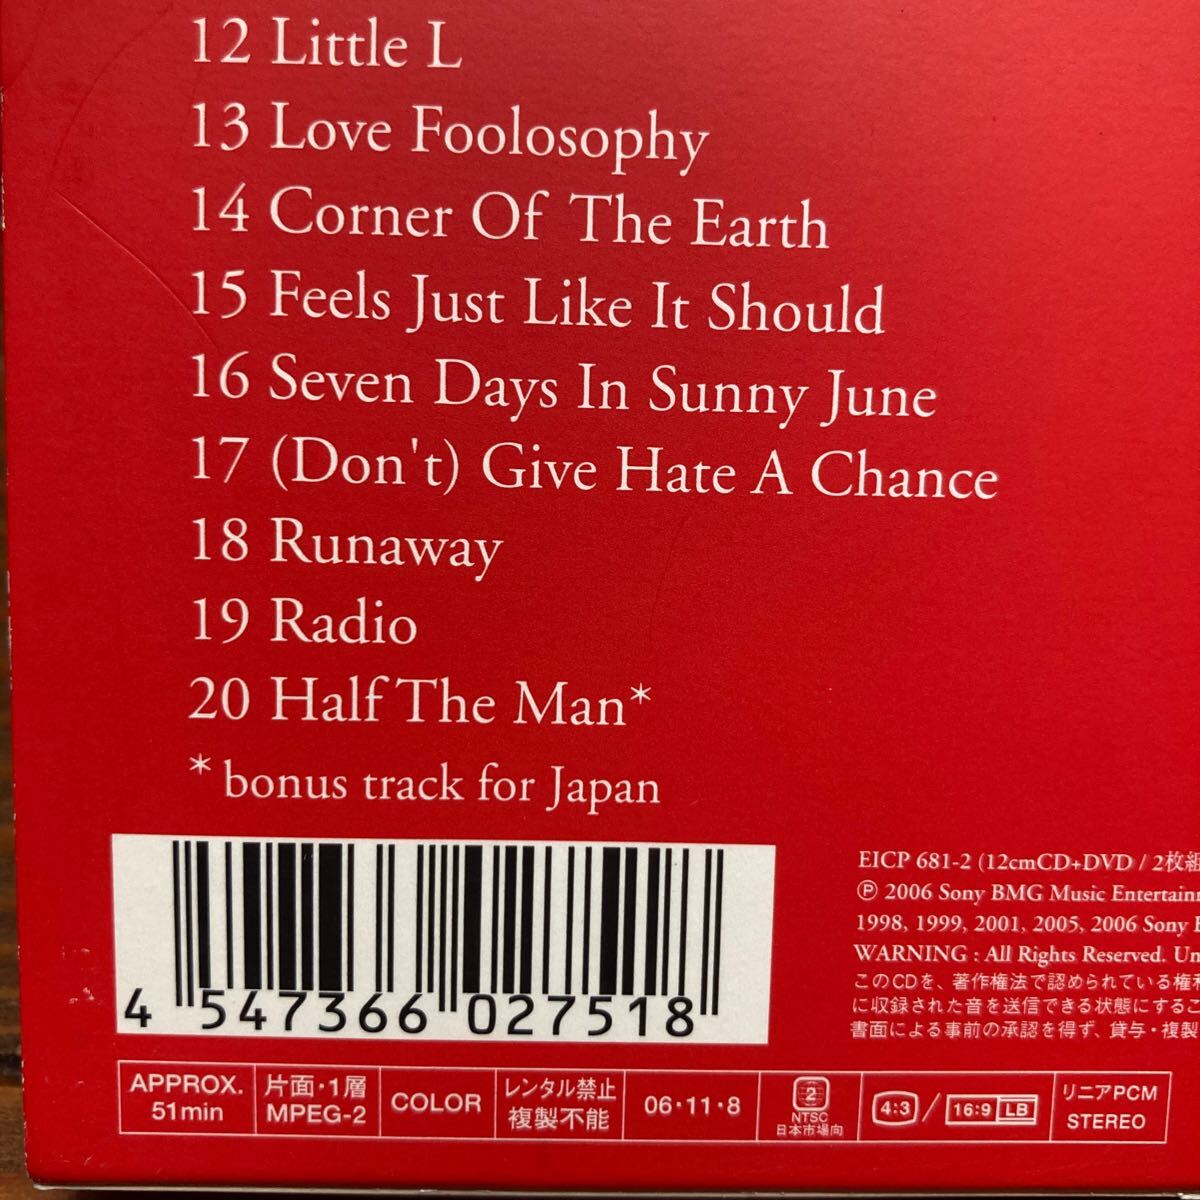 12 Little L
13 Love Foolosophy
14 Corner Of The Earth
15 Feels Just Like It Should
16 Seven Days In Sunny June
17 (Don't) Give Hate A Chance
18 Runaway
19 Radio
20 Half The Man*
* bonus track for Japan
4 547366 027518
EICP 681-2 (12cmCD+DVD / 2枚組
Ⓟ 2006 Sony BMG Music
1998, 1999, 2001, 2005, 2006 Sony
WARNING : All Rights Reserved.
このCDを、著作権法で認められている
に収録された音を送信できる状態にするこ
書面による事前の承認を得ず、貸与・複製
APPROX. 51min
片面・1層 MPEG-2
COLOR
レンタル禁止 複製不能
06・11・8
2 NTSC 日本市場向
4:3 / 16:9 LB
リニアPCM STEREO